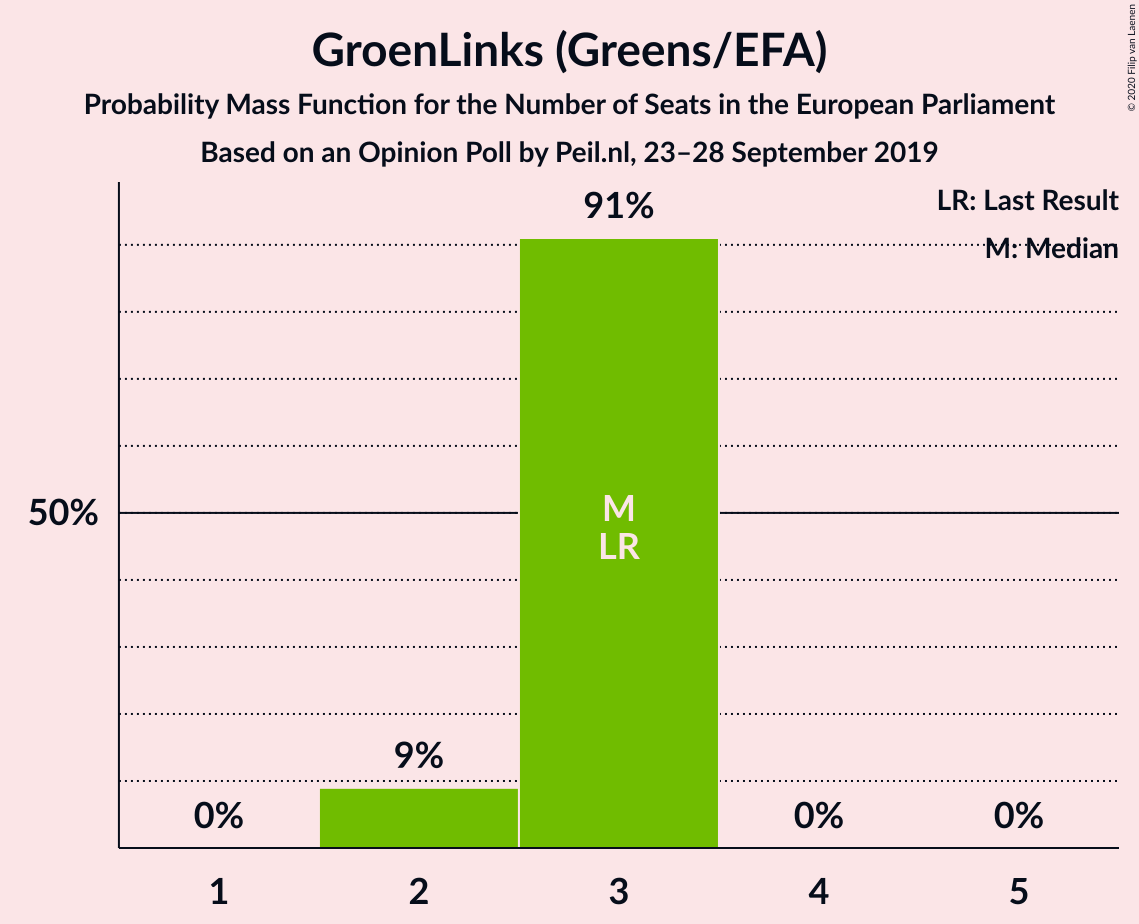 GroenLinks (Greens/EFA)
Probability Mass Function for the Number of Seats in the European Parliament
Based on an Opinion Poll by Peil.nl, 23–28 September 2019
© 2020 Filip van Laenen
LR: Last Result
M: Median
91%
50%
M
LR
9%
0%
0%
0%
1
2
3
4
5